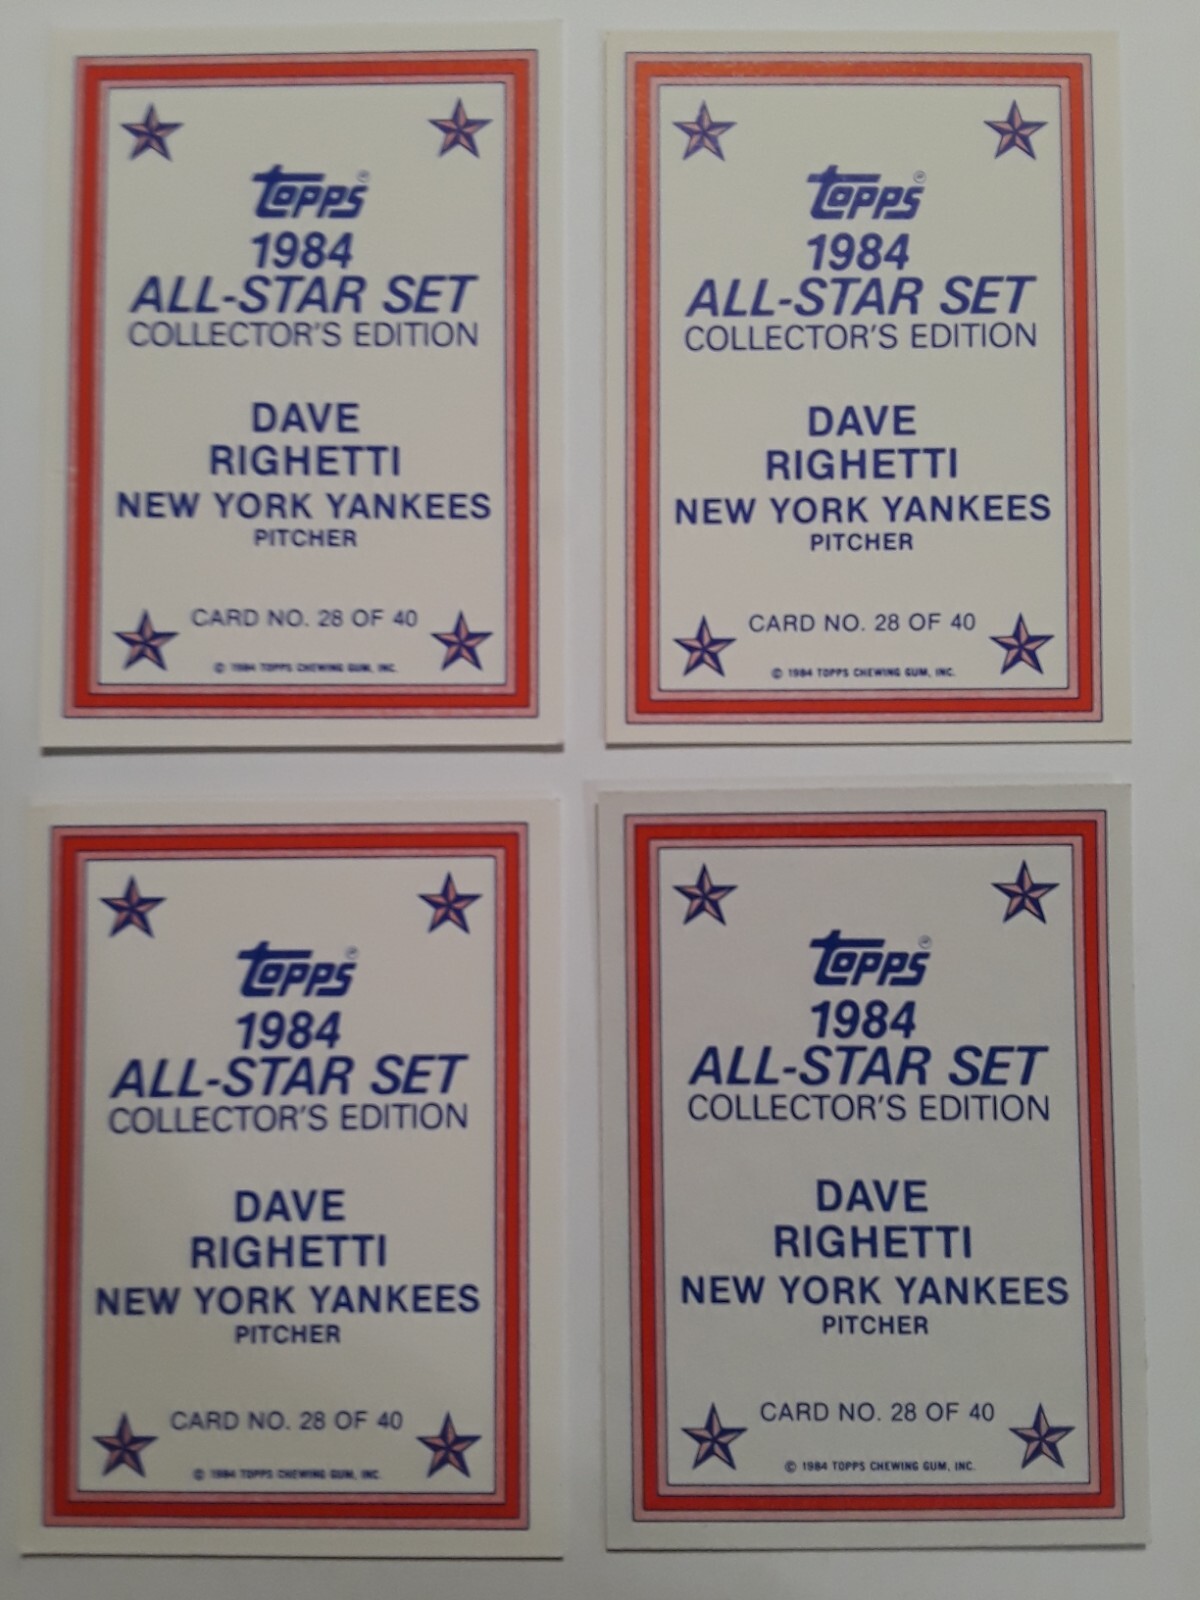 Topps®
1984
ALL-STAR SET
COLLECTOR'S EDITION
DAVE
RIGHETTI
NEW YORK YANKEES
PITCHER
CARD NO. 28 OF 40
© 1984 TOPPS CHEWING GUM, INC.
Topps®
1984
ALL-STAR SET
COLLECTOR'S EDITION
DAVE
RIGHETTI
NEW YORK YANKEES
PITCHER
CARD NO. 28 OF 40
© 1984 TOPPS CHEWING GUM, INC.
Topps®
1984
ALL-STAR SET
COLLECTOR'S EDITION
DAVE
RIGHETTI
NEW YORK YANKEES
PITCHER
CARD NO. 28 OF 40
© 1984 TOPPS CHEWING GUM, INC.
Topps®
1984
ALL-STAR SET
COLLECTOR'S EDITION
DAVE
RIGHETTI
NEW YORK YANKEES
PITCHER
CARD NO. 28 OF 40
© 1984 TOPPS CHEWING GUM, INC.